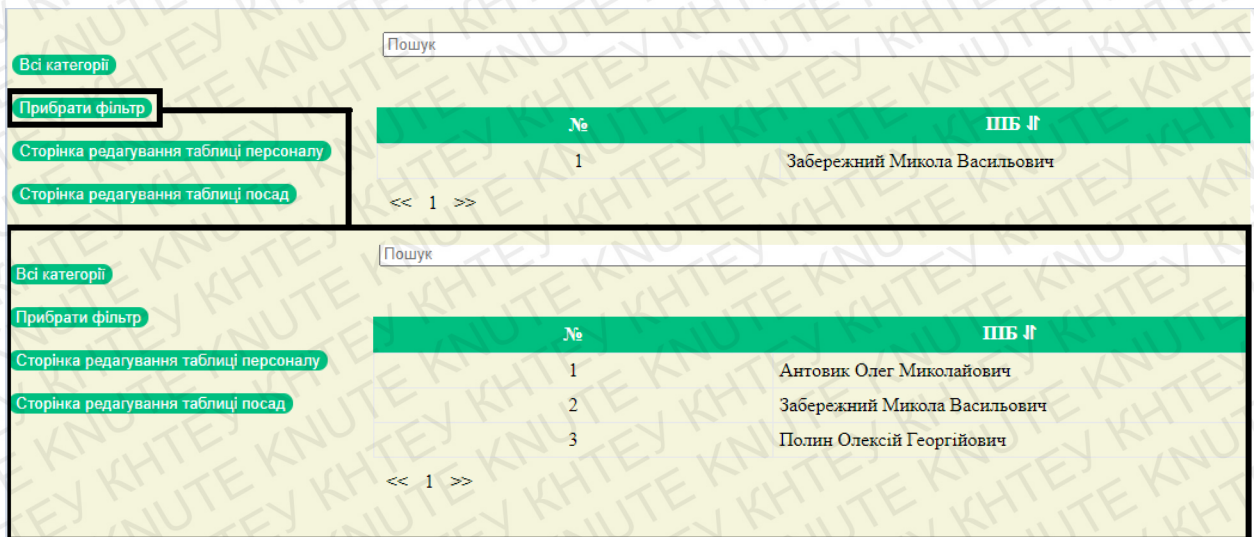 Пошук
Всі категорії
Прибрати фільтр
Сторінка редагування таблиці персоналу
Сторінка редагування таблиці посад
№ ПІБ ⇵
1 Забережний Микола Васильович
<< 1 >>
Пошук
Всі категорії
Прибрати фільтр
Сторінка редагування таблиці персоналу
Сторінка редагування таблиці посад
№ ПІБ ⇵
1 Антовик Олег Миколайович
2 Забережний Микола Васильович
3 Полин Олексій Георгійович
<< 1 >>
КНТЕУ KNUTE